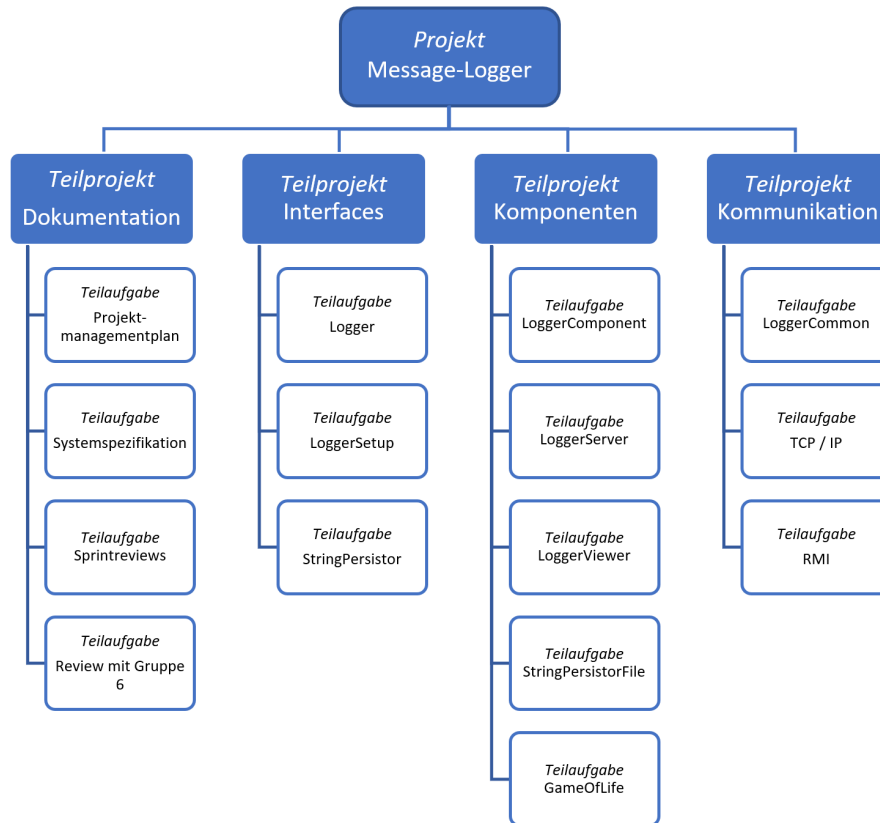 Projekt
Message-Logger
Teilprojekt
Dokumentation
Teilaufgabe
Projekt-
managementplan
Teilaufgabe
Systemspezifikation
Teilaufgabe
Sprintreviews
Teilaufgabe
Review mit Gruppe
6
Teilprojekt
Interfaces
Teilaufgabe
Logger
Teilaufgabe
LoggerSetup
Teilaufgabe
StringPersistor
Teilprojekt
Komponenten
Teilaufgabe
LoggerComponent
Teilaufgabe
LoggerServer
Teilaufgabe
LoggerViewer
Teilaufgabe
StringPersistorFile
Teilaufgabe
GameOfLife
Teilprojekt
Kommunikation
Teilaufgabe
LoggerCommon
Teilaufgabe
TCP / IP
Teilaufgabe
RMI